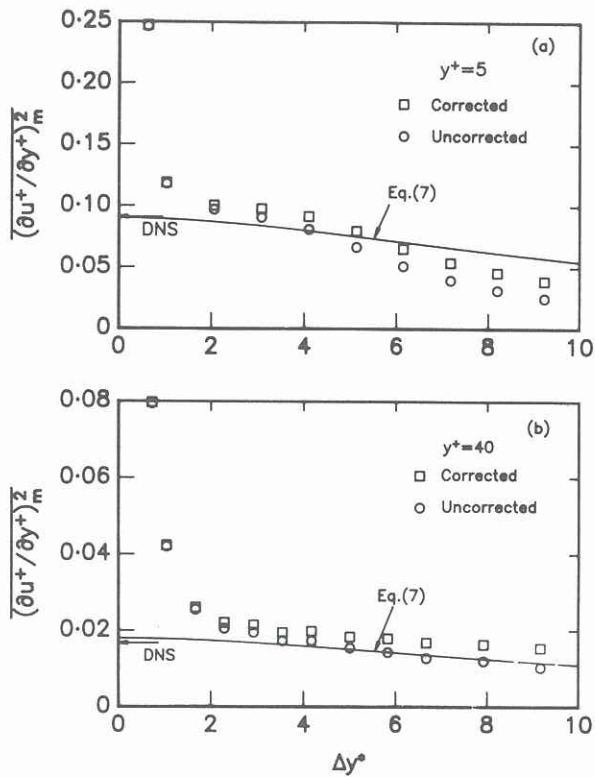 (a)
y⁺=5
□ Corrected
○ Uncorrected
Eq.(7)
DNS
0·25
0·20
0·15
0·10
0·05
0
0 2 4 6 8 10
(∂u⁺/∂y⁺)²ₘ
(b)
y⁺=40
□ Corrected
○ Uncorrected
Eq.(7)
DNS
0·08
0·06
0·04
0·02
0·00
0 2 4 6 8 10
(∂u⁺/∂y⁺)²ₘ
Δy*